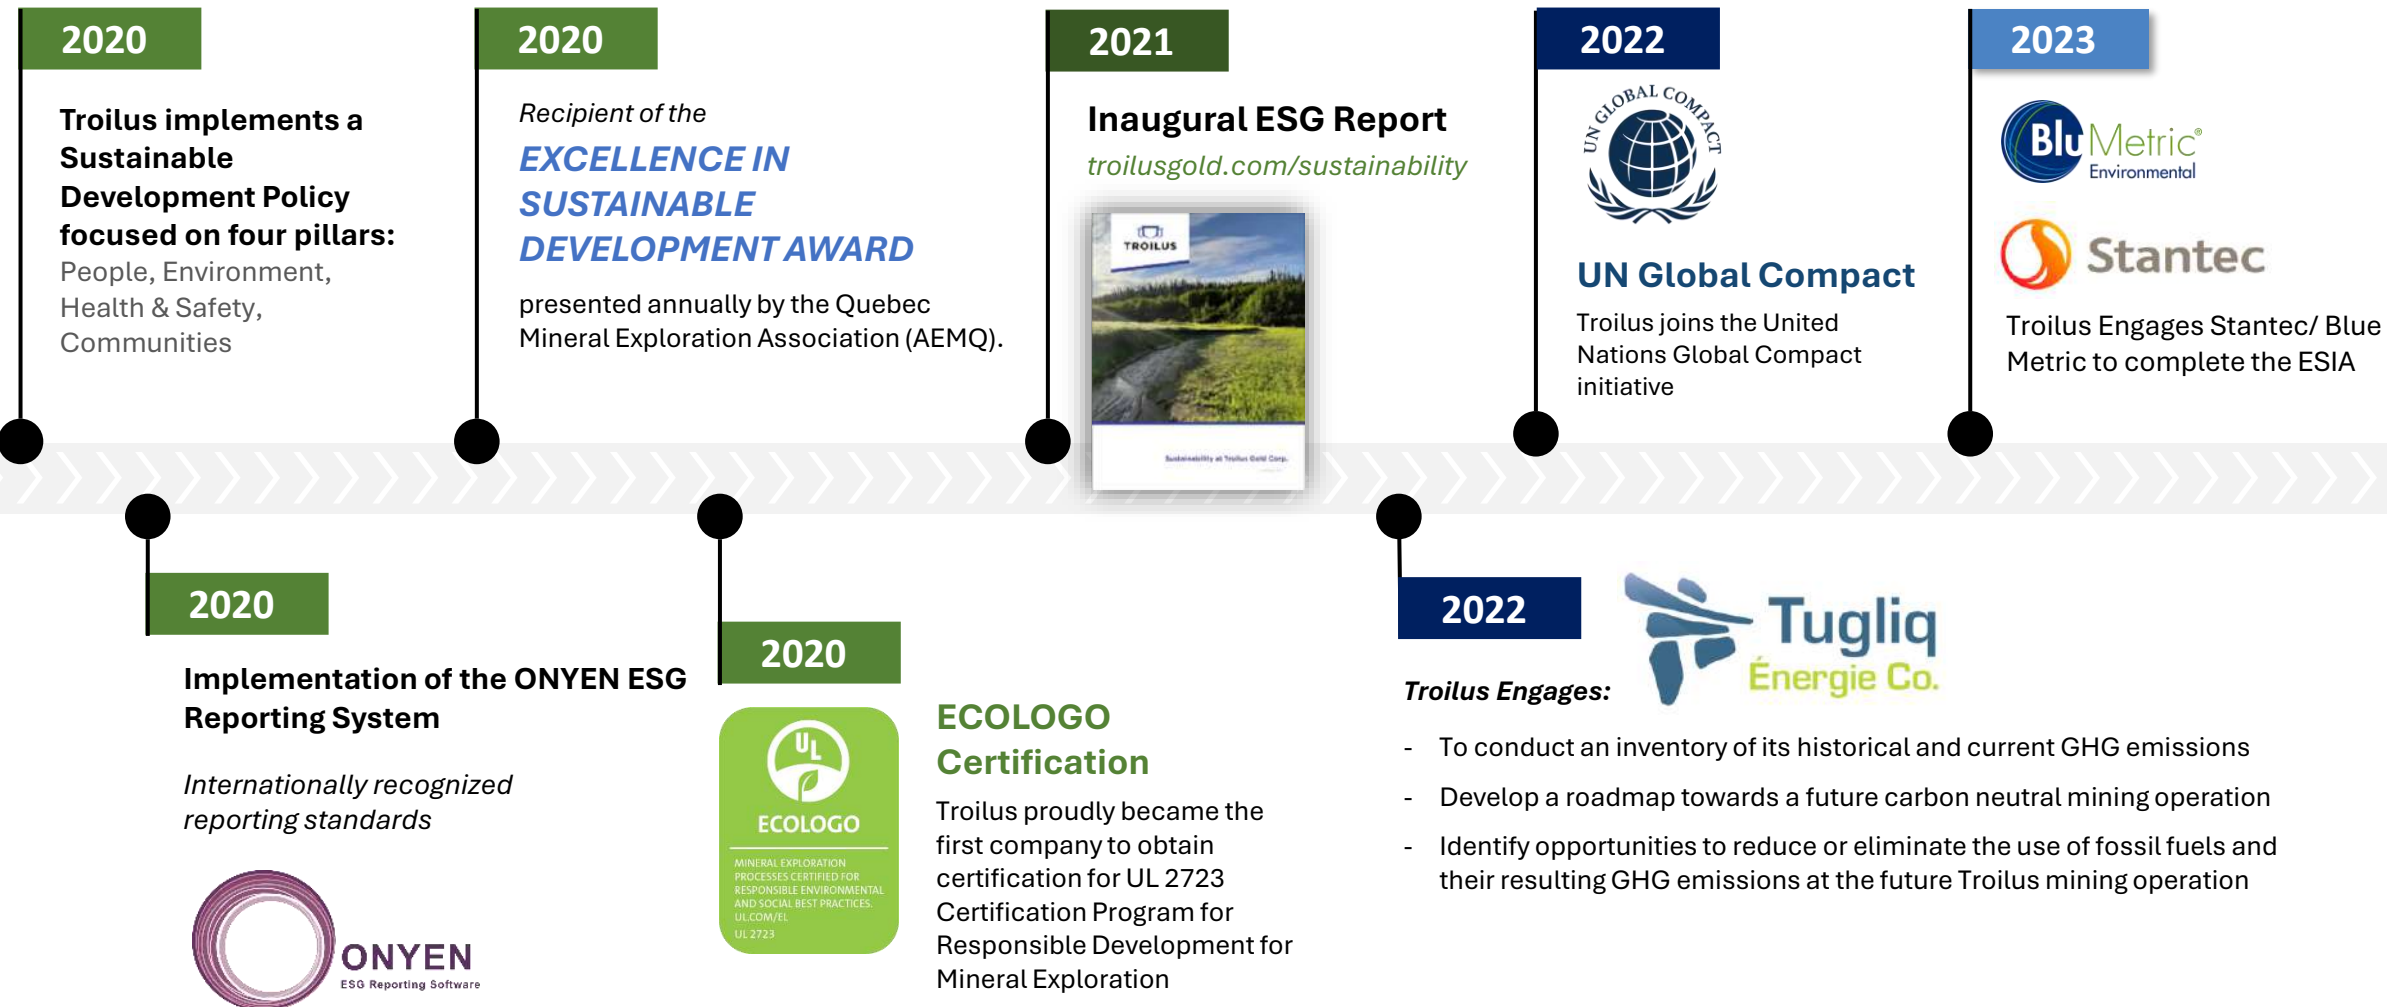 2020
Troilus implements a
Sustainable
Development Policy
focused on four pillars:
People, Environment,
Health & Safety,
Communities
2020
Recipient of the
EXCELLENCE IN
SUSTAINABLE
DEVELOPMENT AWARD
presented annually by the Quebec
Mineral Exploration Association (AEMQ).
2021
Inaugural ESG Report
troilusgold.com/sustainability
TROILUS
Sustainability at Troilus Gold Corp.
2022
UN GLOBAL COMPACT
UN Global Compact
Troilus joins the United
Nations Global Compact
initiative
2023
BluMetric®
Environmental
Stantec
Troilus Engages Stantec/ Blue
Metric to complete the ESIA
2020
Implementation of the ONYEN ESG
Reporting System
Internationally recognized
reporting standards
ONYEN
ESG Reporting Software
2020
UL
ECOLOGO
MINERAL EXPLORATION
PROCESSES CERTIFIED FOR
RESPONSIBLE ENVIRONMENTAL
AND SOCIAL BEST PRACTICES.
UL.COM/EL
UL 2723
ECOLOGO
Certification
Troilus proudly became the
first company to obtain
certification for UL 2723
Certification Program for
Responsible Development for
Mineral Exploration
2022
Tugliq
Énergie Co.
Troilus Engages:
- To conduct an inventory of its historical and current GHG emissions
- Develop a roadmap towards a future carbon neutral mining operation
- Identify opportunities to reduce or eliminate the use of fossil fuels and
their resulting GHG emissions at the future Troilus mining operation